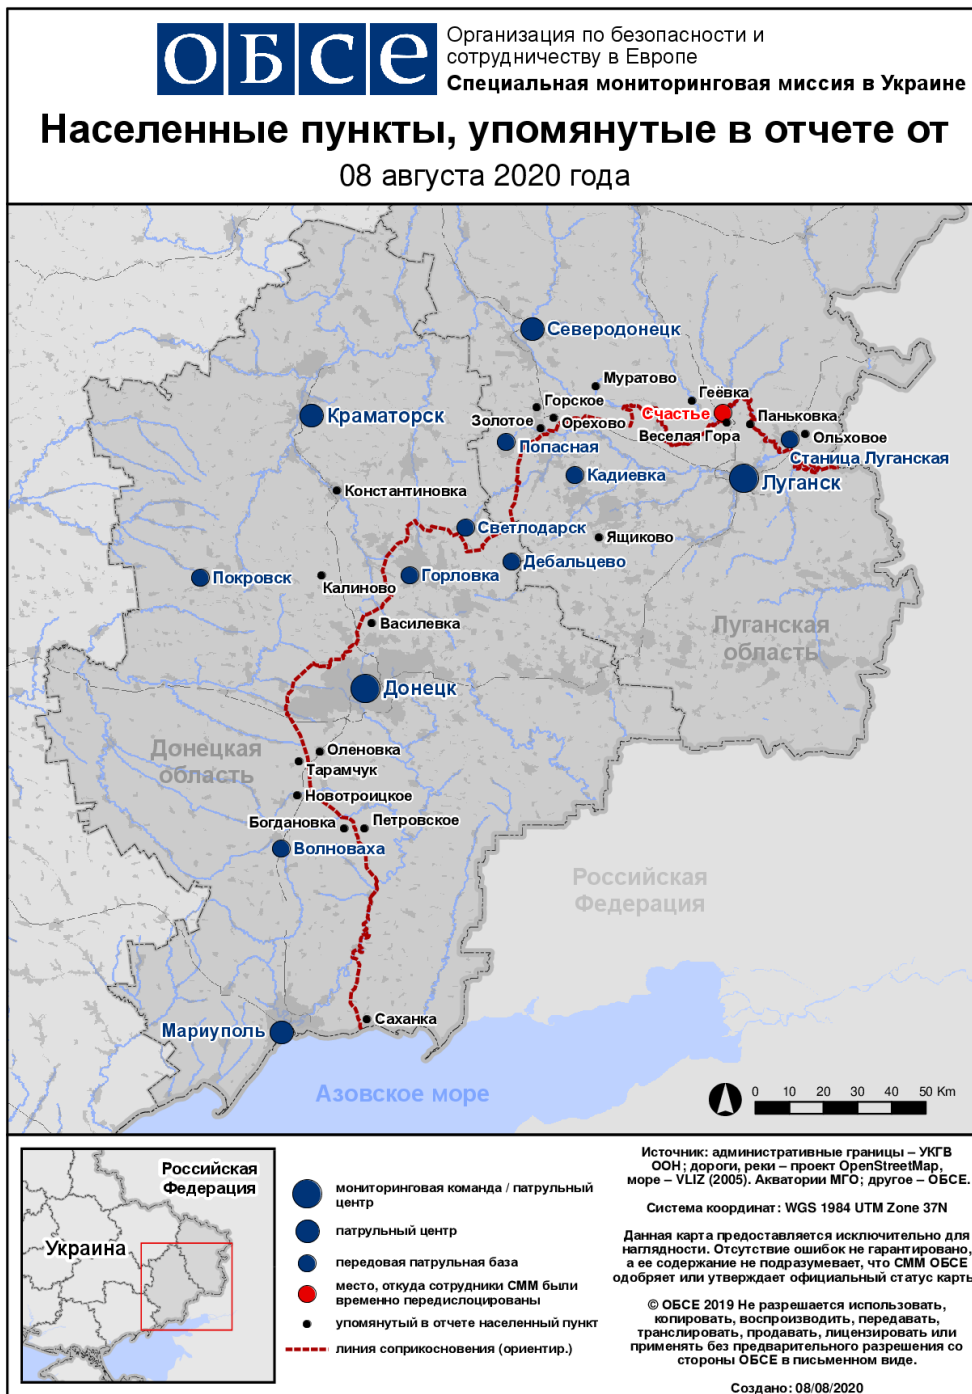 ОБСЕ
Организация по безопасности и
сотрудничеству в Европе
Специальная мониторинговая миссия в Украине
Населенные пункты, упомянутые в отчете от
08 августа 2020 года
Северодонецк
Муратово
Геёвка
Горское
Счастье
Паньковка
Краматорск
Золотое
Орехово
Веселая Гора
Ольховое
Попасная
Станица Луганская
Кадиевка
Луганск
Константиновка
Светлодарск
Ящиково
Дебальцево
Покровск
Калиново
Горловка
Василевка
Луганская
область
Донецк
Донецкая
область
Оленовка
Тарамчук
Новотроицкое
Богдановка
Петровское
Волноваха
Российская
Федерация
Саханка
Мариуполь
Азовское море
0 10 20 30 40 50 Km
Российская
Федерация
Украина
мониторинговая команда / патрульный
центр
патрульный центр
передовая патрульная база
место, откуда сотрудники СММ были
временно передислоцированы
упомянутый в отчете населенный пункт
линия соприкосновения (ориентир.)
Источник: административные границы – УКГВ
ООН; дороги, реки – проект OpenStreetMap,
море – VLIZ (2005). Акватории МГО; другое – ОБСЕ.
Система координат: WGS 1984 UTM Zone 37N
Данная карта предоставляется исключительно для
наглядности. Отсутствие ошибок не гарантировано,
а ее содержание не подразумевает, что СММ ОБСЕ
одобряет или утверждает официальный статус карты
© ОБСЕ 2019 Не разрешается использовать,
копировать, воспроизводить, передавать,
транслировать, продавать, лицензировать или
применять без предварительного разрешения со
стороны ОБСЕ в письменном виде.
Создано: 08/08/2020